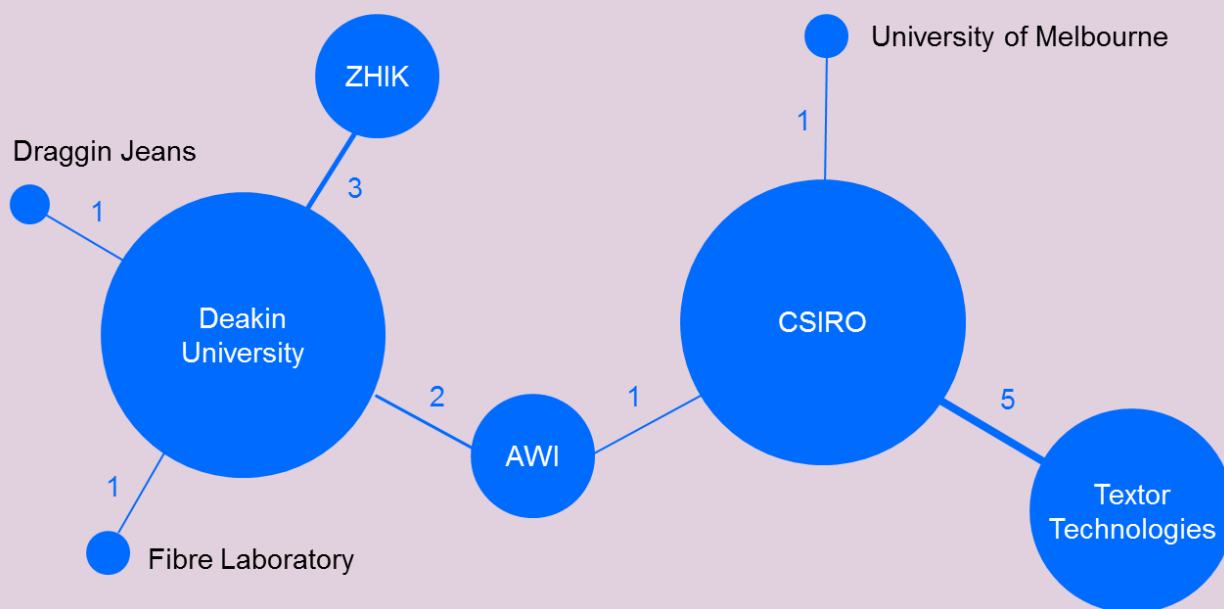 University of Melbourne
ZHIK
1
Draggin Jeans
3
1
Deakin
University
CSIRO
2
1
5
AWI
1
Textor
Technologies
Fibre Laboratory